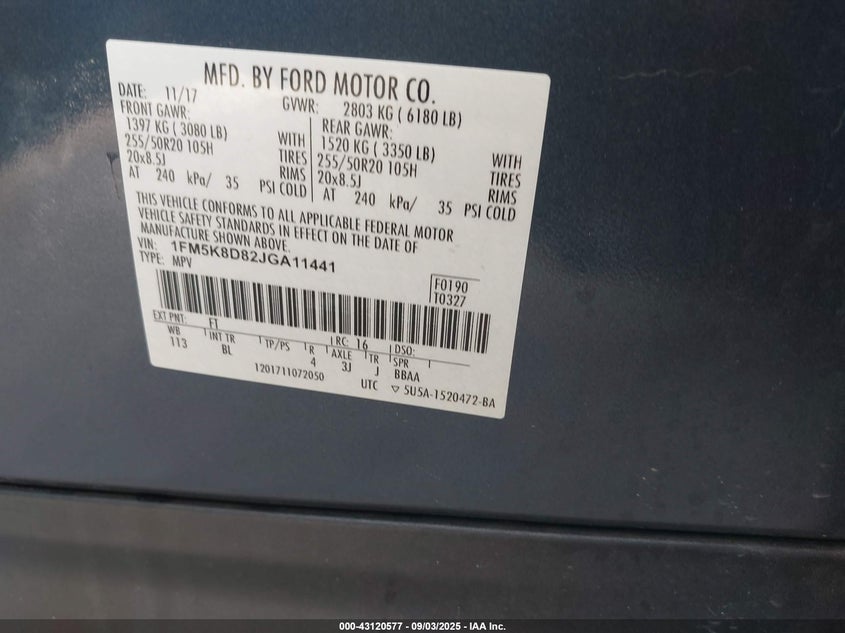 MFD. BY FORD MOTOR CO.
DATE: 11/17 GVWR: 2803 KG ( 6180 LB)
FRONT GAWR: REAR GAWR:
1397 KG ( 3080 LB) WITH 1520 KG ( 3350 LB) WITH
255/50R20 105H TIRES 255/50R20 105H TIRES
20x8.5J RIMS 20x8.5J RIMS
AT 240 kPa/ 35 PSI COLD AT 240 kPa/ 35 PSI COLD
THIS VEHICLE CONFORMS TO ALL APPLICABLE FEDERAL MOTOR
VEHICLE SAFETY STANDARDS IN EFFECT ON THE DATE OF
MANUFACTURE SHOWN ABOVE.
VIN: 1FM5K8D82JGA11441
TYPE: MPV
F0190
T0327
EXT PNT: FT RC: 16 DSO:
WB INT TR TP/PS R AXLE TR SPR
113 BL 4 3J J BBAA
1201711072050 UTC ▽ 5U5A-1520472-BA
000-43120577 - 09/03/2025 - IAA Inc.